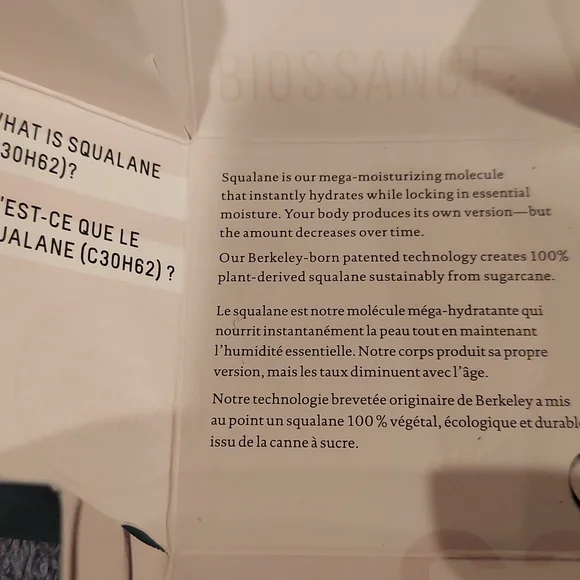 BIOSSANCE
WHAT IS SQUALANE
C30H62)?
'EST-CE QUE LE
UALANE (C30H62) ?
Squalane is our mega-moisturizing molecule
that instantly hydrates while locking in essential
moisture. Your body produces its own version—but
the amount decreases over time.
Our Berkeley-born patented technology creates 100%
plant-derived squalane sustainably from sugarcane.
Le squalane est notre molécule méga-hydratante qui
nourrit instantanément la peau tout en maintenant
l'humidité essentielle. Notre corps produit sa propre
version, mais les taux diminuent avec l'âge.
Notre technologie brevetée originaire de Berkeley a mis
au point un squalane 100 % végétal, écologique et durable
issu de la canne à sucre.